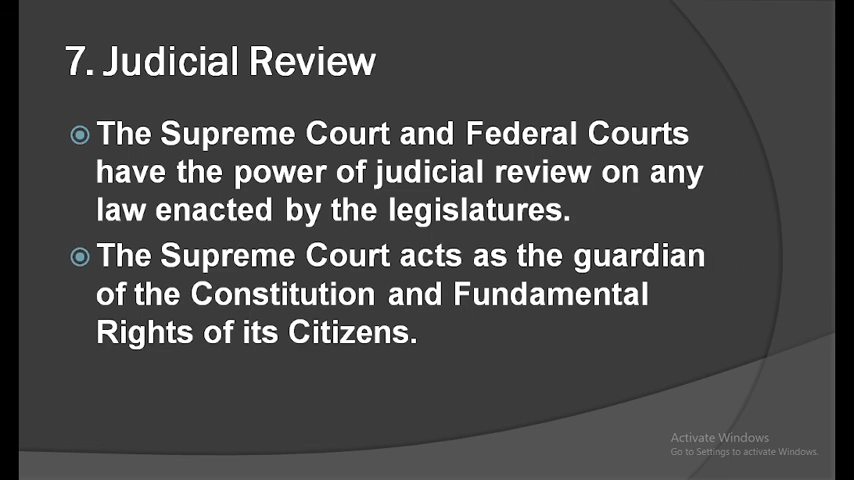 7. Judicial Review
The Supreme Court and Federal Courts
have the power of judicial review on any
law enacted by the legislatures.
The Supreme Court acts as the guardian
of the Constitution and Fundamental
Rights of its Citizens.
Activate Windows
Go to Settings to activate Windows.